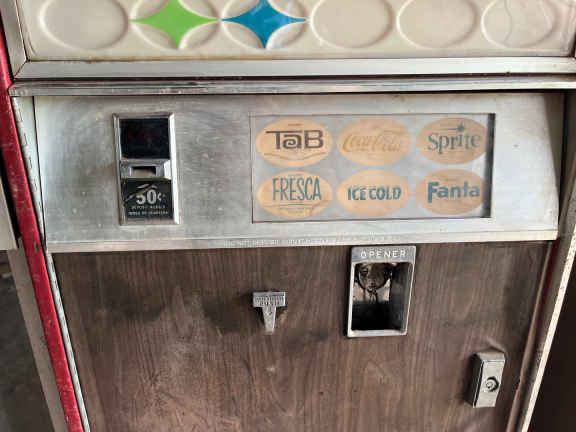 TaB
Coca-Cola
Sprite
FRESCA
ICE COLD
Fanta
50¢
OPENER